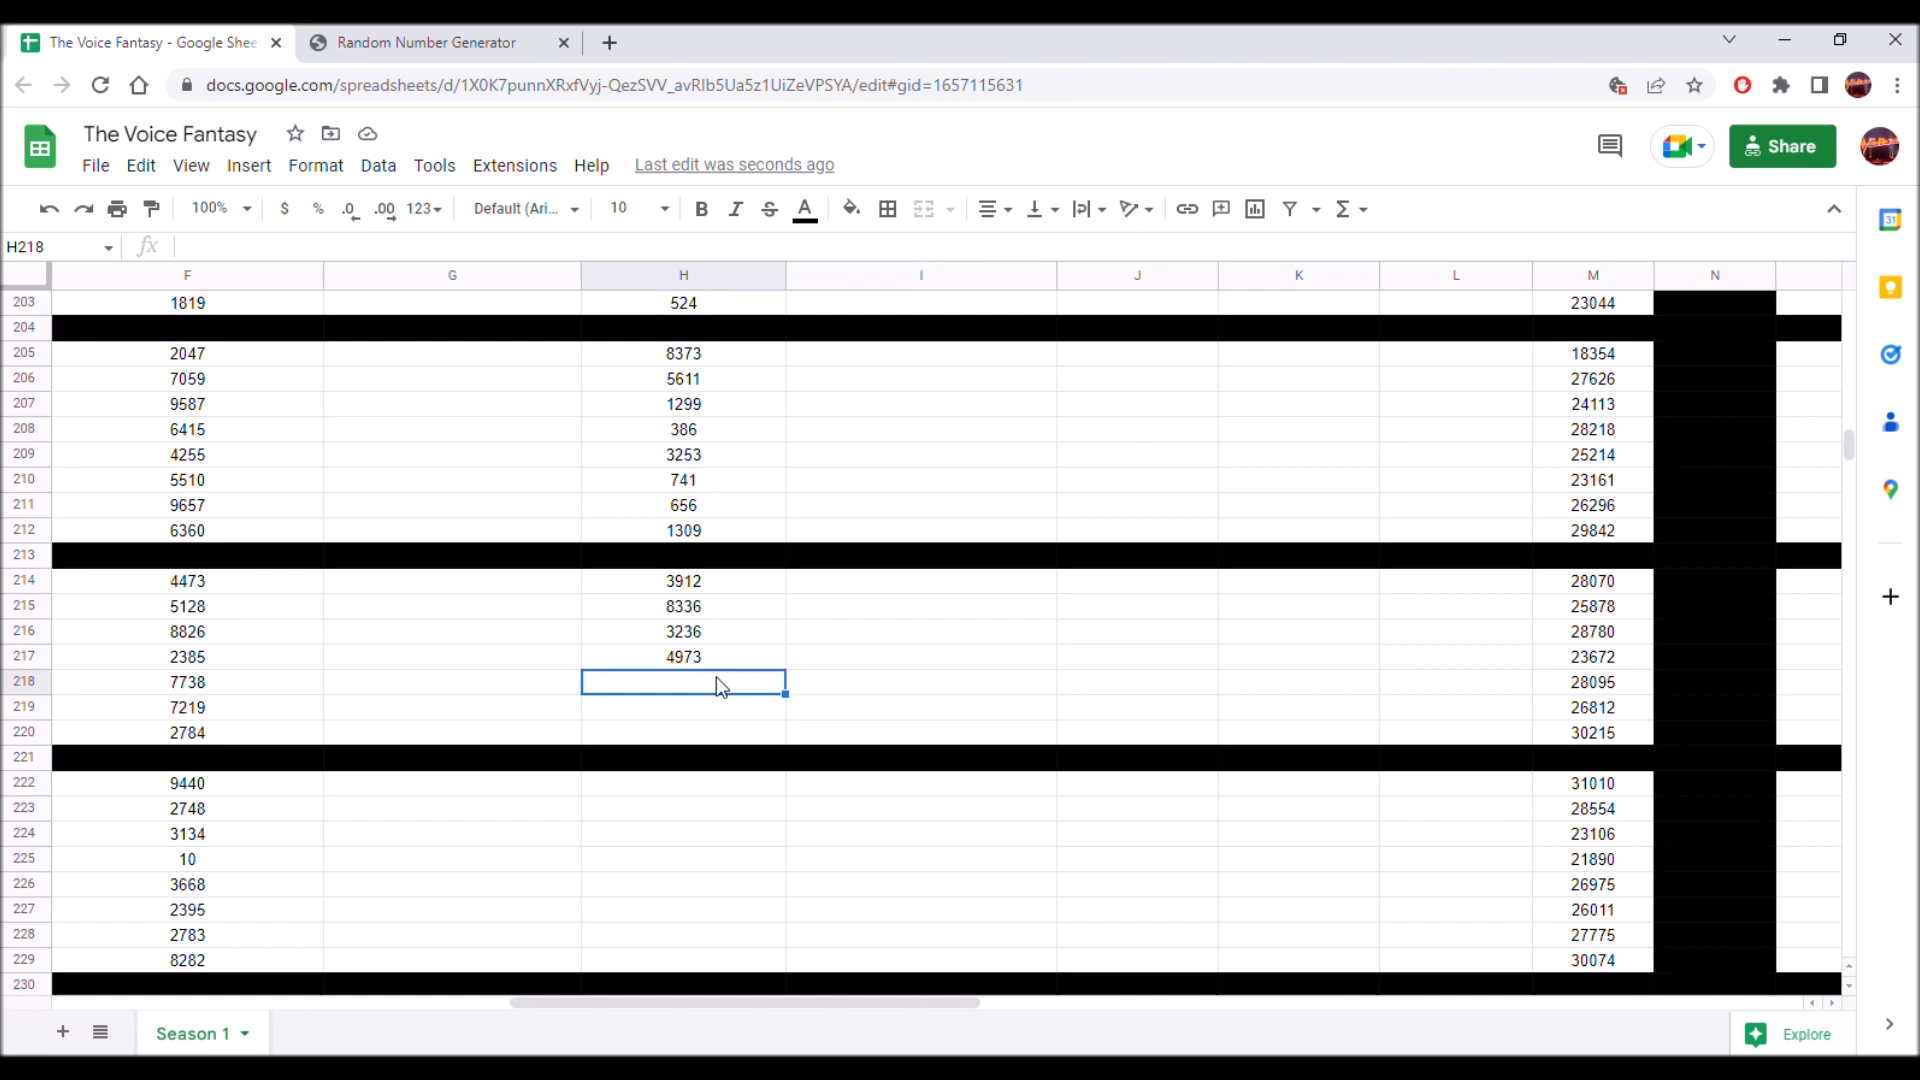 The Voice Fantasy - Google Shee
Random Number Generator
docs.google.com/spreadsheets/d/1X0K7punnXRxfVyj-QezSVV_avRIb5Ua5z1UiZeVPSYA/edit#gid=1657115631
The Voice Fantasy
Share
File Edit View Insert Format Data Tools Extensions Help Last edit was seconds ago
100% $ % .0 .00 123 Default (Ari... 10 B I S A
31
H218 fx
F G H I J K L M N
203 1819 524 23044
204
205 2047 8373 18354
206 7059 5611 27626
207 9587 1299 24113
208 6415 386 28218
209 4255 3253 25214
210 5510 741 23161
211 9657 656 26296
212 6360 1309 29842
213
214 4473 3912 28070
215 5128 8336 25878
216 8826 3236 28780
217 2385 4973 23672
218 7738 28095
219 7219 26812
220 2784 30215
221
222 9440 31010
223 2748 28554
224 3134 23106
225 10 21890
226 3668 26975
227 2395 26011
228 2783 27775
229 8282 30074
230
Season 1
Explore